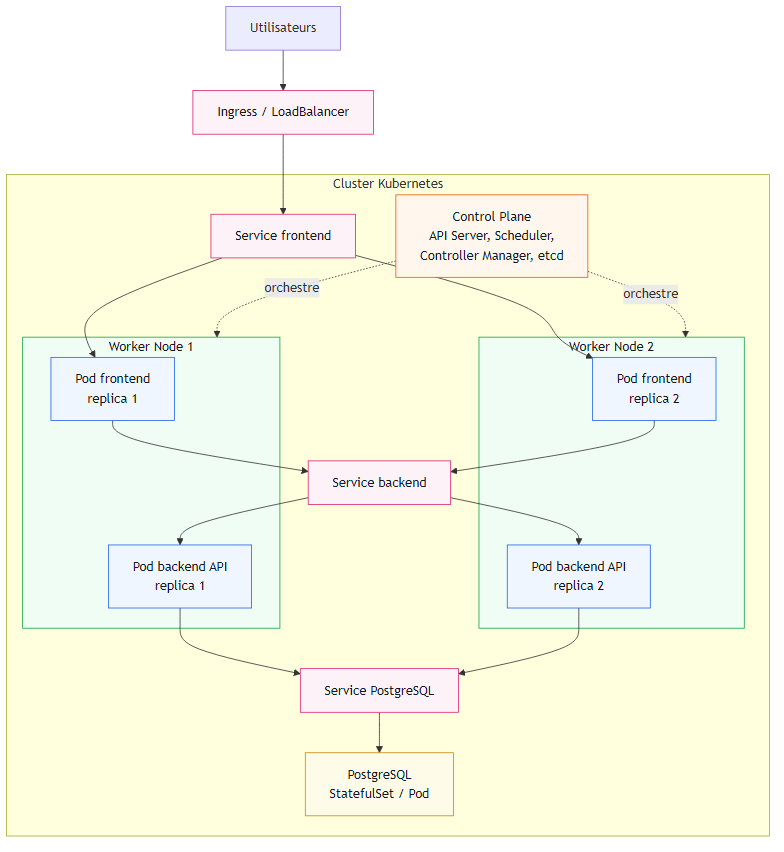 Utilisateurs
Ingress / LoadBalancer
Cluster Kubernetes
Control Plane
API Server, Scheduler,
Controller Manager, etcd
Service frontend
orchestre
orchestre
Worker Node 1
Worker Node 2
Pod frontend
replica 1
Pod frontend
replica 2
Service backend
Pod backend API
replica 1
Pod backend API
replica 2
Service PostgreSQL
PostgreSQL
StatefulSet / Pod